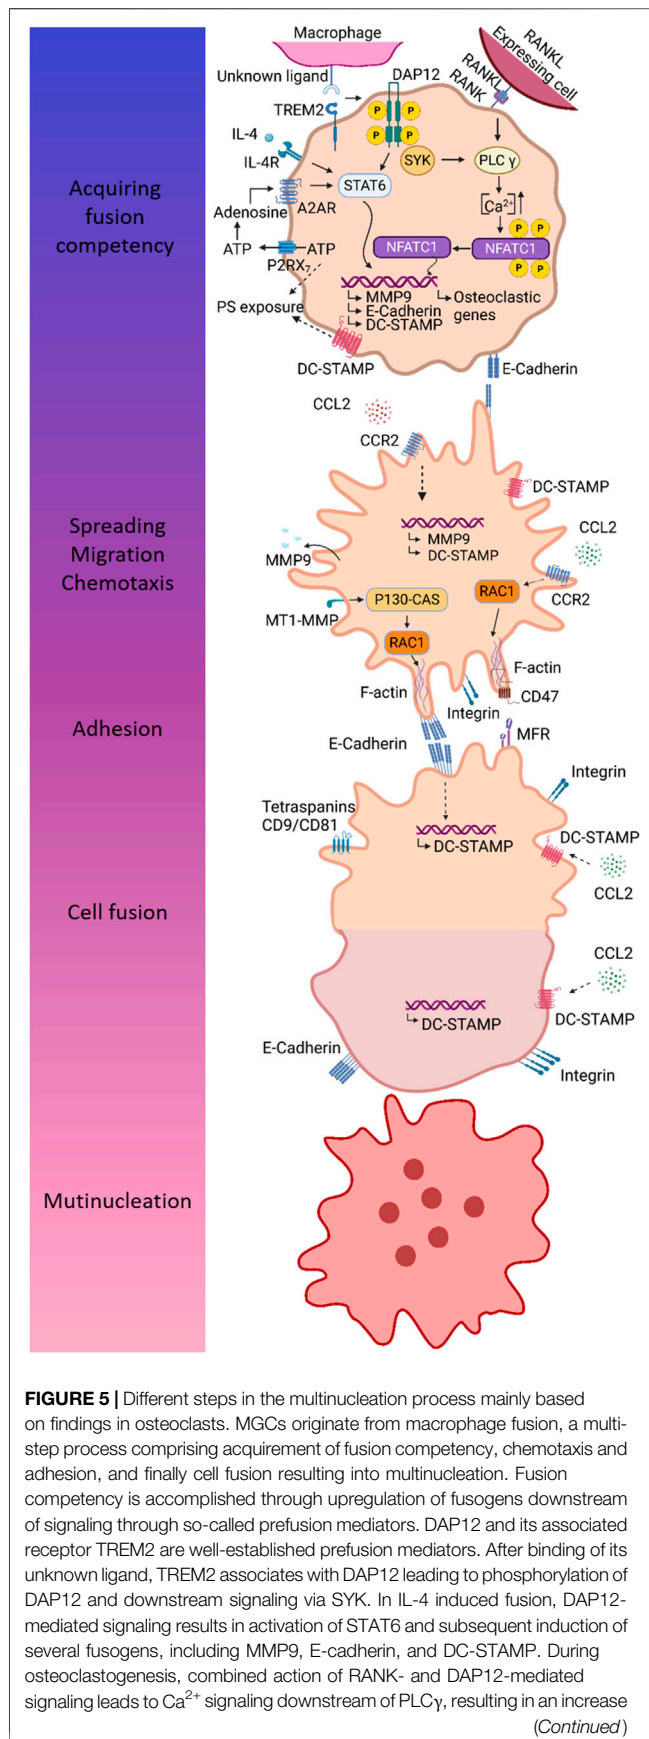 Macrophage
RANKL
Expressing cell
Unknown ligand
DAP12
RANKL
RANK
TREM2
P
P
P
P
IL-4
IL-4R
SYK
PLC γ
STAT6
Acquiring
fusion
competency
A2AR
Adenosine
[Ca2+]
P
P
ATP
ATP
NFATC1
NFATC1
P2RX7
P
P
MMP9
E-Cadherin
DC-STAMP
Osteoclastic
genes
PS exposure
DC-STAMP
E-Cadherin
CCL2
CCR2
DC-STAMP
Spreading
Migration
Chemotaxis
CCL2
MMP9
DC-STAMP
MMP9
CCR2
P130-CAS
RAC1
MT1-MMP
RAC1
F-actin
F-actin
CD47
Integrin
Adhesion
E-Cadherin
MFR
Integrin
Tetraspanins
CD9/CD81
DC-STAMP
DC-STAMP
CCL2
Cell fusion
CCL2
DC-STAMP
DC-STAMP
E-Cadherin
Integrin
Mutinucleation
FIGURE 5 | Different steps in the multinucleation process mainly based
on findings in osteoclasts. MGCs originate from macrophage fusion, a multi-
step process comprising acquirement of fusion competency, chemotaxis and
adhesion, and finally cell fusion resulting into multinucleation. Fusion
competency is accomplished through upregulation of fusogens downstream
of signaling through so-called prefusion mediators. DAP12 and its associated
receptor TREM2 are well-established prefusion mediators. After binding of its
unknown ligand, TREM2 associates with DAP12 leading to phosphorylation of
DAP12 and downstream signaling via SYK. In IL-4 induced fusion, DAP12-
mediated signaling results in activation of STAT6 and subsequent induction of
several fusogens, including MMP9, E-cadherin, and DC-STAMP. During
osteoclastogenesis, combined action of RANK- and DAP12-mediated
signaling leads to Ca2+ signaling downstream of PLCγ, resulting in an increase
(Continued)